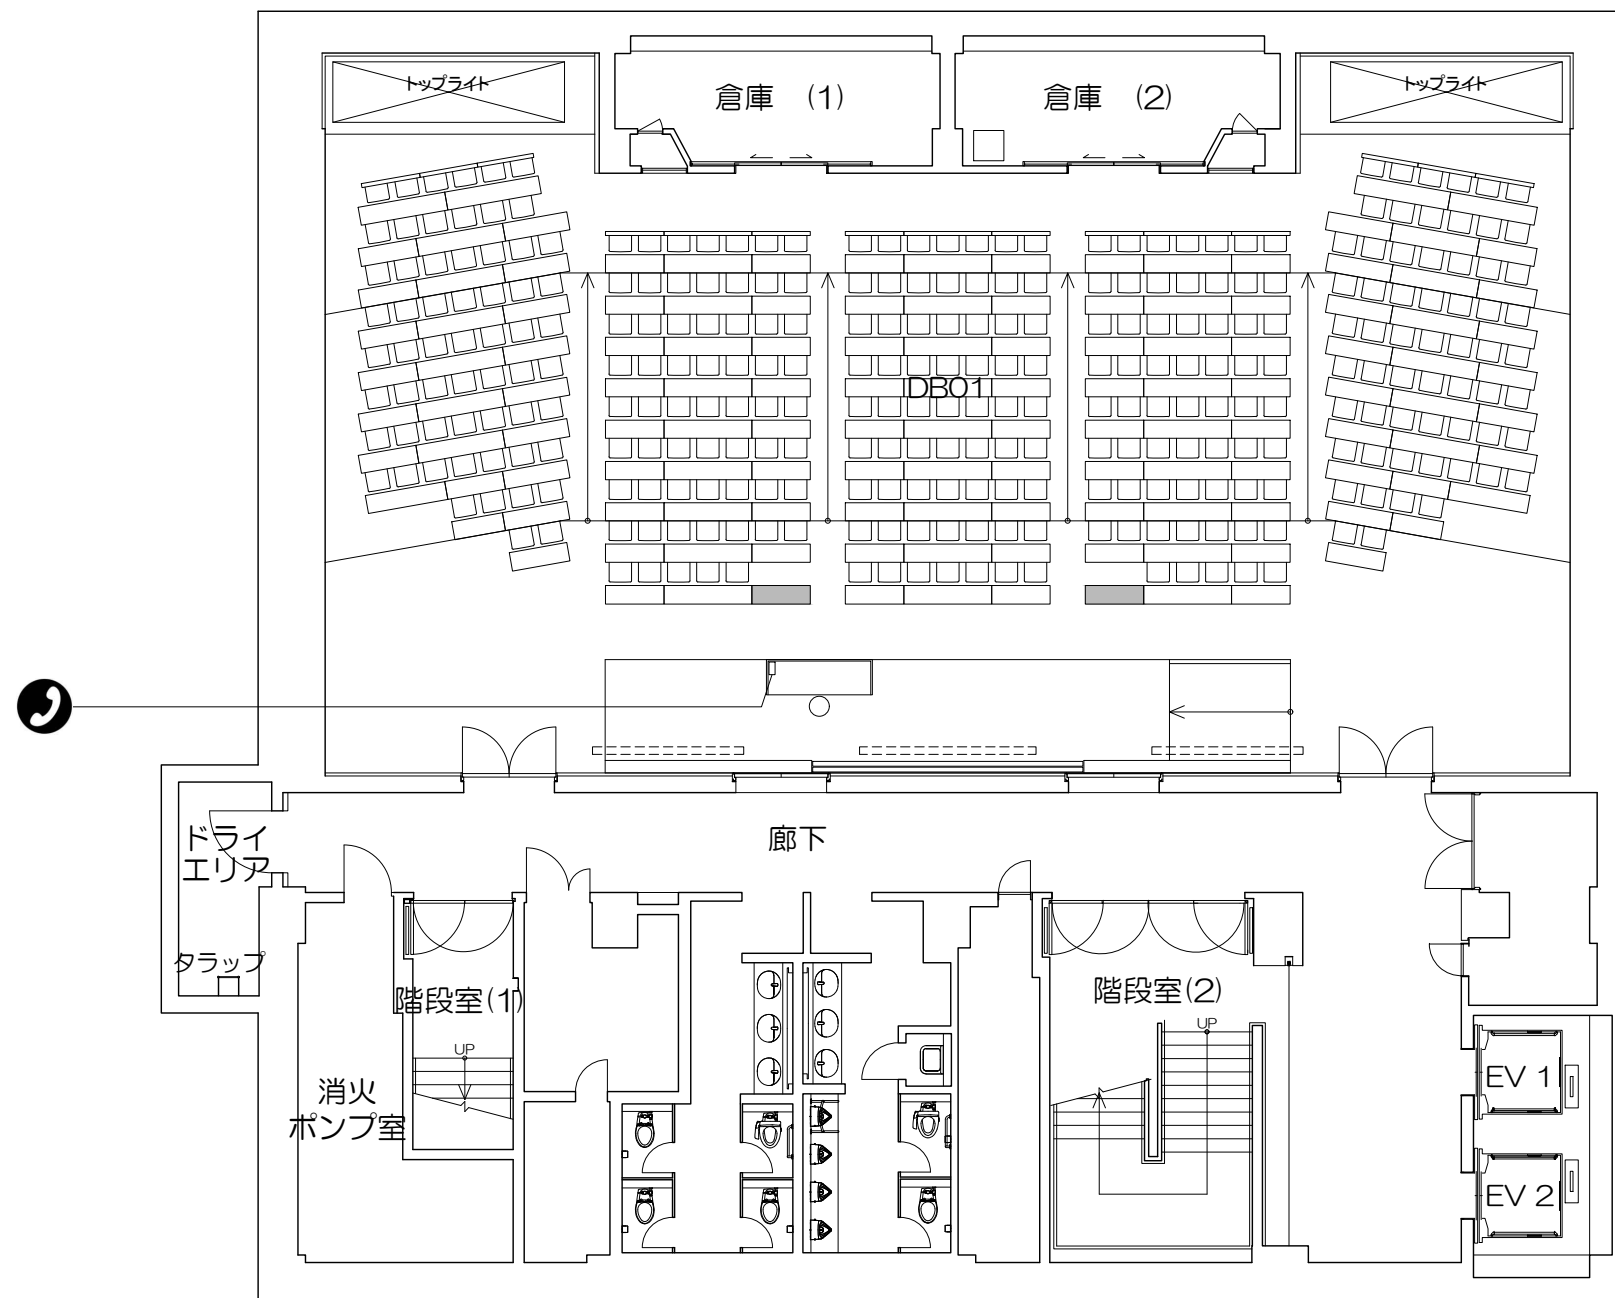 トップライト
倉庫 (1)
倉庫 (2)
トップライト
DB01
廊下
ドライ
エリア
タラップ
階段室(1)
階段室(2)
UP
UP
消火
ポンプ室
EV 1
EV 2